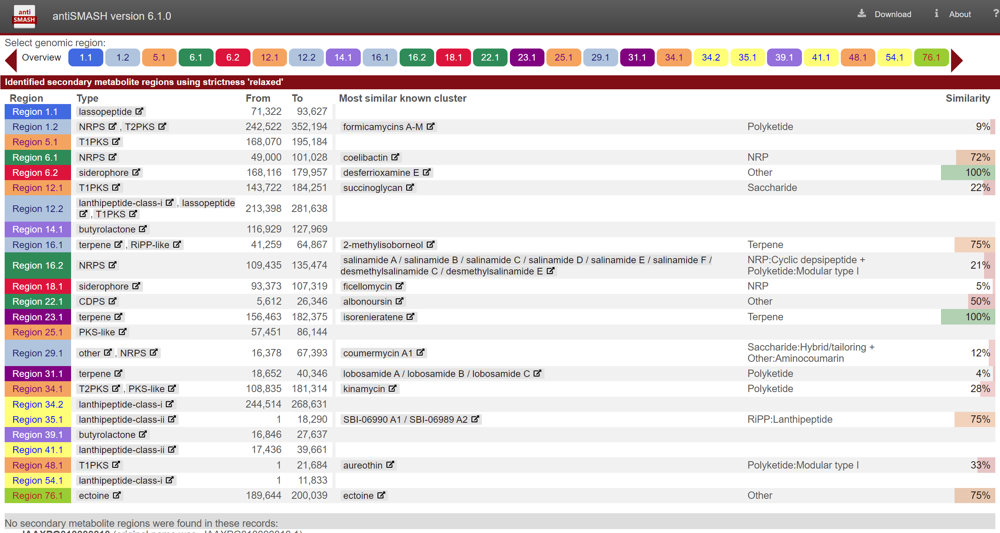 anti
SMASH
antiSMASH version 6.1.0
Download
About
?
Select genomic region:
Overview 1.1 1.2 5.1 6.1 6.2 12.1 12.2 14.1 16.1 16.2 18.1 22.1 23.1 25.1 29.1 31.1 34.1 34.2 35.1 39.1 41.1 48.1 54.1 76.1
Identified secondary metabolite regions using strictness 'relaxed'
Region Type From To Most similar known cluster Similarity
Region 1.1 lassopeptide 71,322 93,627
Region 1.2 NRPS , T2PKS 242,522 352,194 formicamycins A-M Polyketide 9%
Region 5.1 T1PKS 168,070 195,184
Region 6.1 NRPS 49,000 101,028 coelibactin NRP 72%
Region 6.2 siderophore 168,116 179,957 desferrioxamine E Other 100%
Region 12.1 T1PKS 143,722 184,251 succinoglycan Saccharide 22%
Region 12.2 lanthipeptide-class-i , lassopeptide
, T1PKS 213,398 281,638
Region 14.1 butyrolactone 116,929 127,969
Region 16.1 terpene , RiPP-like 41,259 64,867 2-methylisoborneol Terpene 75%
Region 16.2 NRPS 109,435 135,474 salinamide A / salinamide B / salinamide C / salinamide D / salinamide E / salinamide F /
desmethylsalinamide C / desmethylsalinamide E NRP:Cyclic depsipeptide +
Polyketide:Modular type I 21%
Region 18.1 siderophore 93,373 107,319 ficellomycin NRP 5%
Region 22.1 CDPS 5,612 26,346 albonoursin Other 50%
Region 23.1 terpene 156,463 182,375 isorenieratene Terpene 100%
Region 25.1 PKS-like 57,451 86,144
Region 29.1 other , NRPS 16,378 67,393 coumermycin A1 Saccharide:Hybrid/tailoring +
Other:Aminocoumarin 12%
Region 31.1 terpene 18,652 40,346 lobosamide A / lobosamide B / lobosamide C Polyketide 4%
Region 34.1 T2PKS , PKS-like 108,835 181,314 kinamycin Polyketide 28%
Region 34.2 lanthipeptide-class-i 244,514 268,631
Region 35.1 lanthipeptide-class-ii 1 18,290 SBI-06990 A1 / SBI-06989 A2 RiPP:Lanthipeptide 75%
Region 39.1 butyrolactone 16,846 27,637
Region 41.1 lanthipeptide-class-ii 17,436 39,661
Region 48.1 T1PKS 1 21,684 aureothin Polyketide:Modular type I 33%
Region 54.1 lanthipeptide-class-i 1 11,833
Region 76.1 ectoine 189,644 200,039 ectoine Other 75%
No secondary metabolite regions were found in these records: